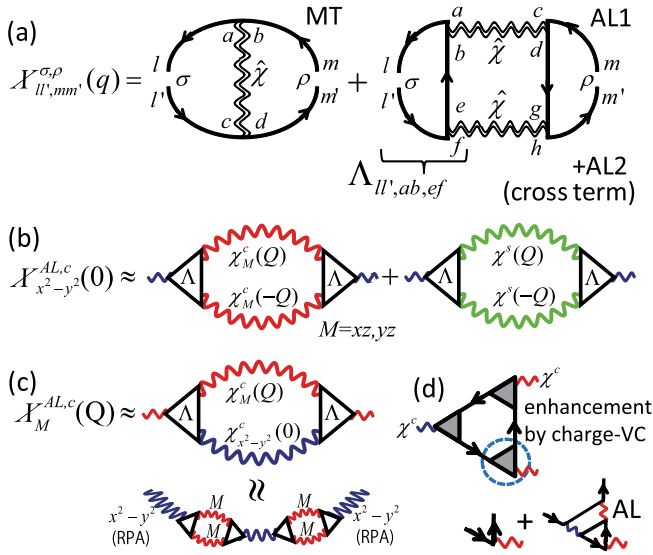 (a)
MT
AL1
X^{σ,ρ}_{ll',mm'}(q) =
l
l'
σ
a
b
χ̂
c
d
ρ
m
m'
+
l
l'
σ
a
b
c
d
χ̂
e
f
χ̂
g
h
ρ
m
m'
Λ_{ll',ab,ef}
+AL2
(cross term)
(b)
X^{AL,c}_{x²−y²}(0) ≈
Λ
χ^c_M(Q)
χ^c_M(−Q)
Λ
+
Λ
χ^s(Q)
χ^s(−Q)
Λ
M=xz,yz
(c)
X^{AL,c}_M(Q) ≈
Λ
χ^c_M(Q)
χ^c_{x²−y²}(0)
Λ
≈
x²−y²
(RPA)
M
M
M
M
x²−y²
(RPA)
(d)
χ^c
χ^c
enhancement
by charge-VC
+
AL